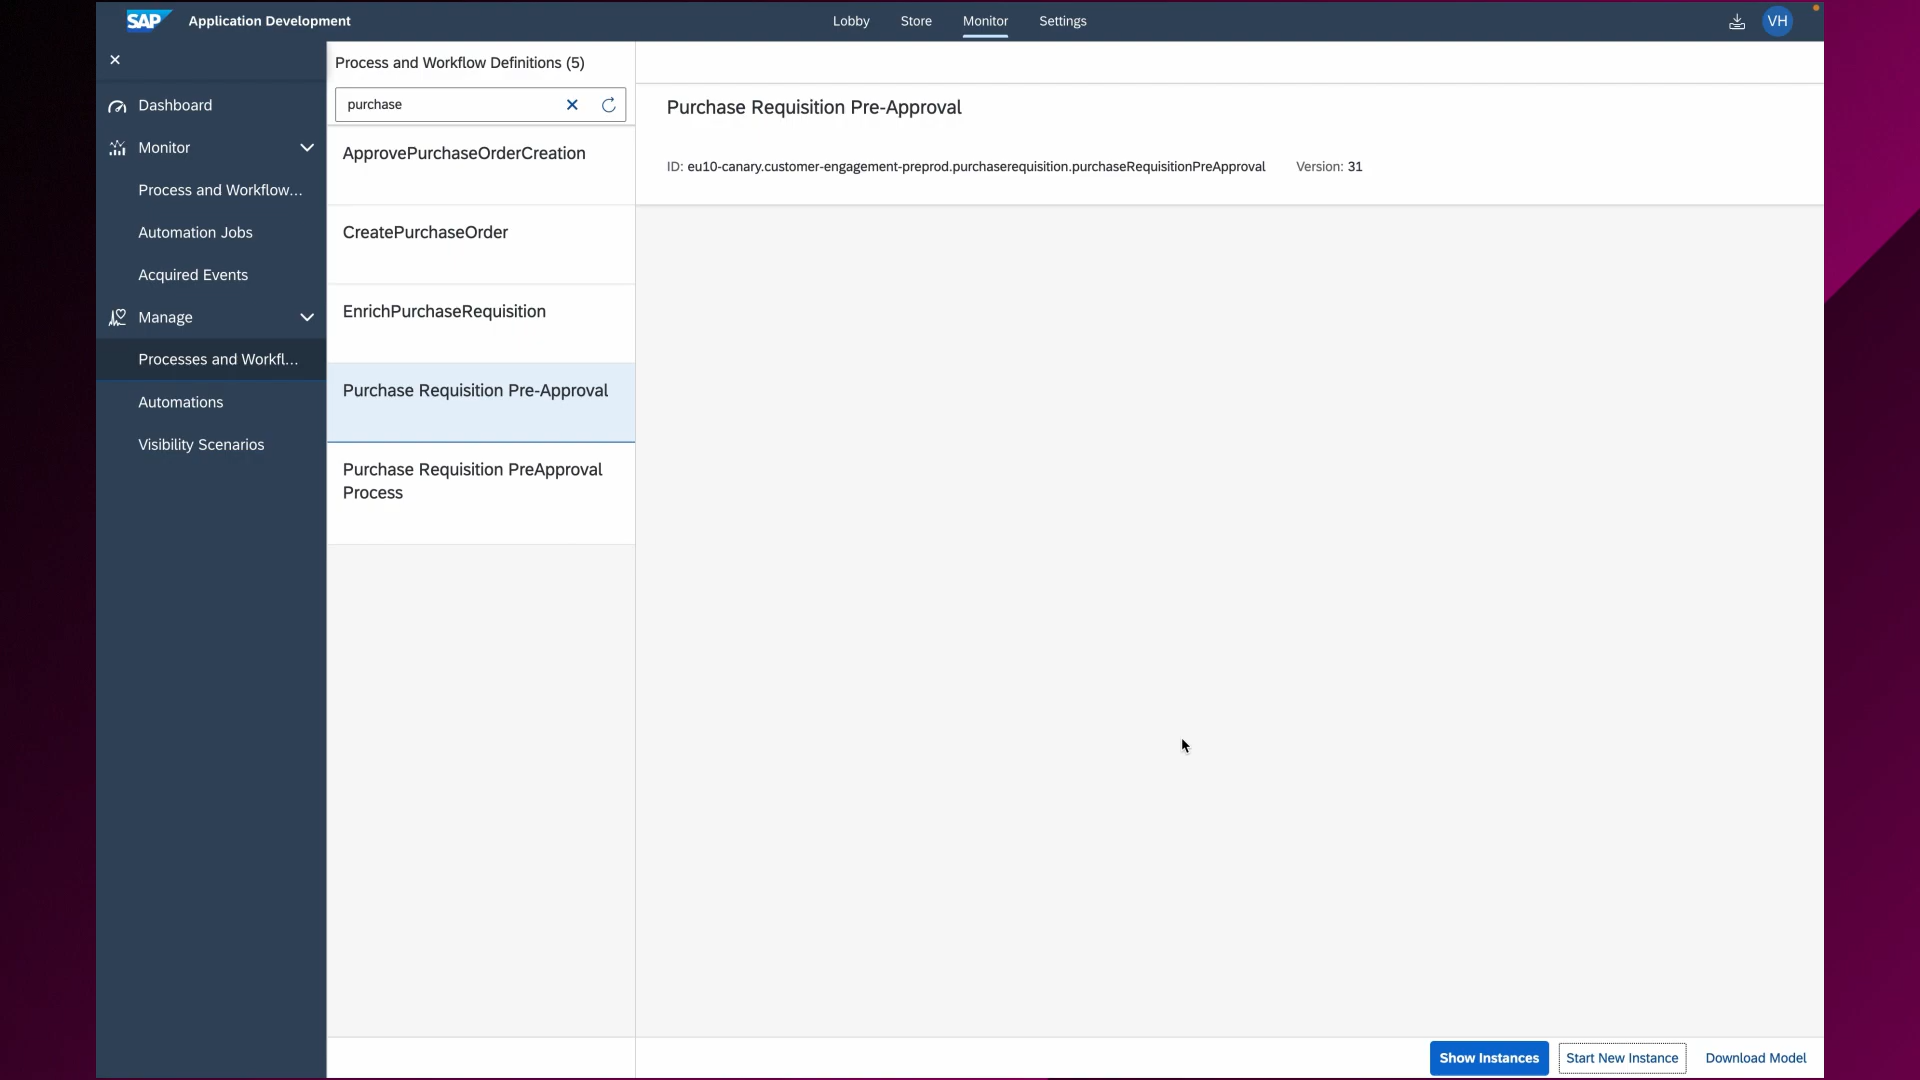 SAP Application Development
Lobby Store Monitor Settings
VH
Dashboard
Monitor
Process and Workflow...
Automation Jobs
Acquired Events
Manage
Processes and Workfl...
Automations
Visibility Scenarios
Process and Workflow Definitions (5)
purchase
ApprovePurchaseOrderCreation
CreatePurchaseOrder
EnrichPurchaseRequisition
Purchase Requisition Pre-Approval
Purchase Requisition PreApproval
Process
Purchase Requisition Pre-Approval
ID: eu10-canary.customer-engagement-preprod.purchaserequisition.purchaseRequisitionPreApproval Version: 31
Show Instances Start New Instance Download Model